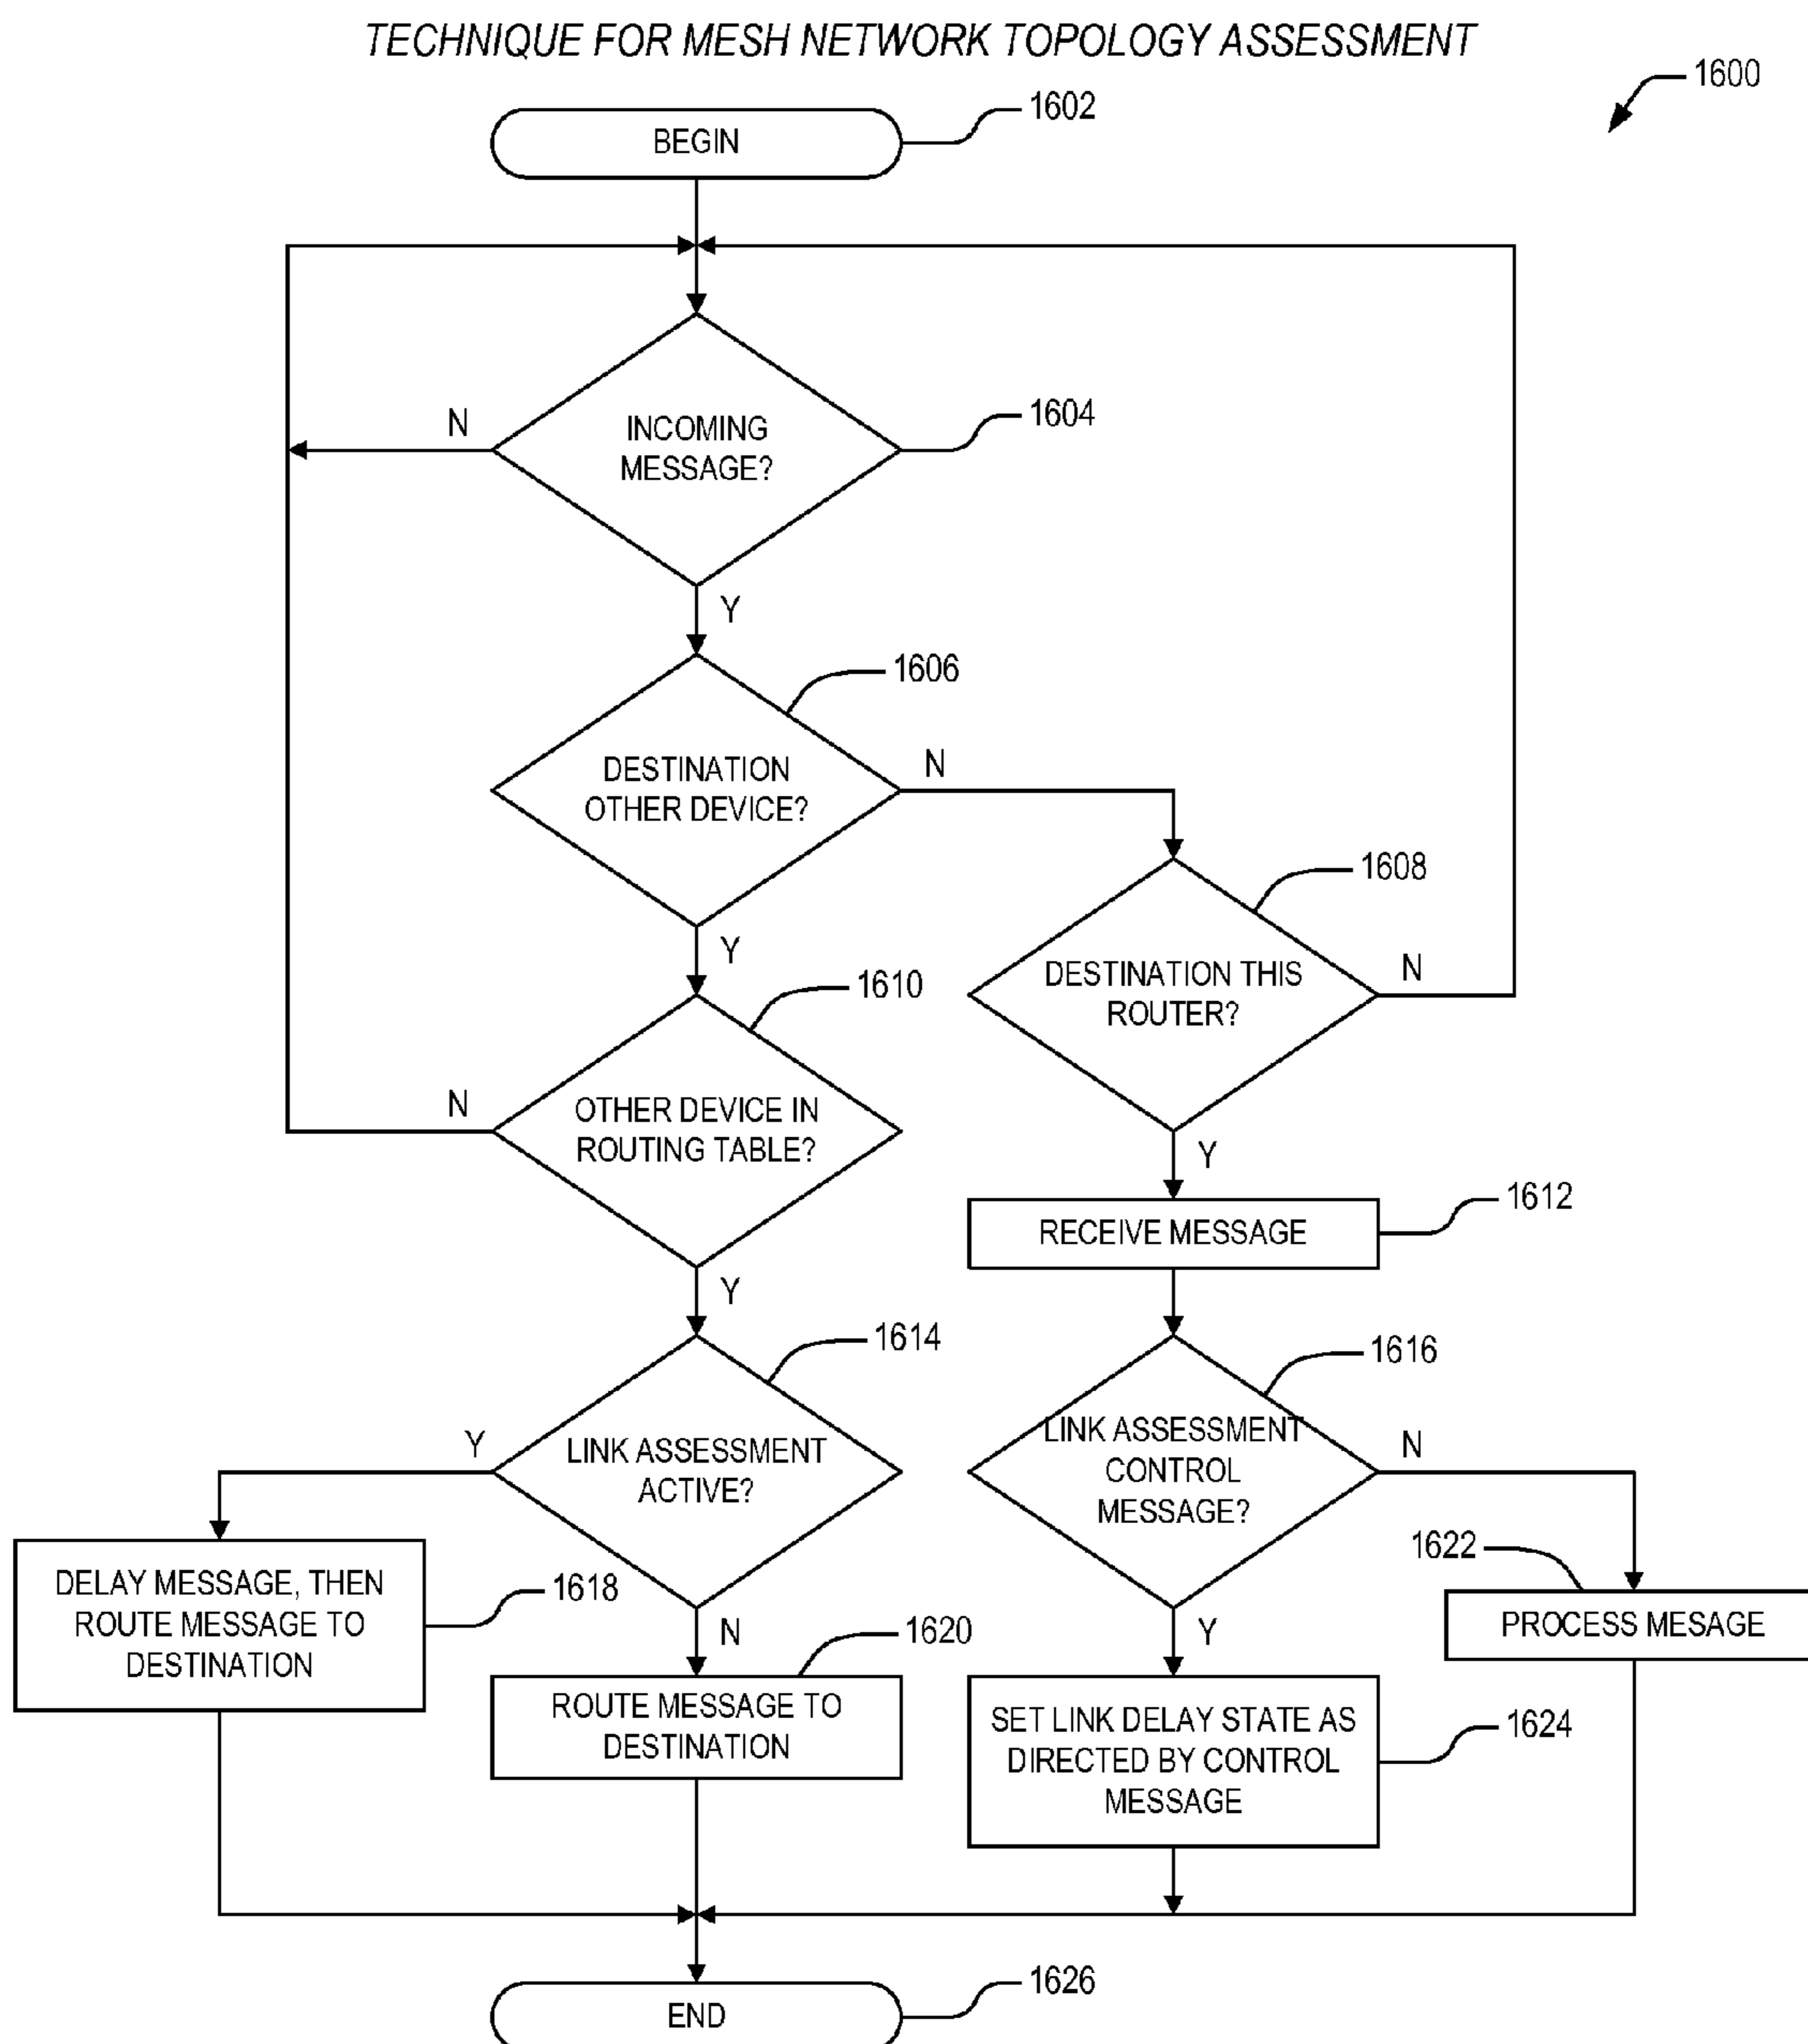 TECHNIQUE FOR MESH NETWORK TOPOLOGY ASSESSMENT
1600
1602
BEGIN
1604
N
INCOMING
MESSAGE?
Y
1606
DESTINATION
OTHER DEVICE?
N
1608
Y
1610
DESTINATION THIS
ROUTER?
N
N
OTHER DEVICE IN
ROUTING TABLE?
Y
1612
RECEIVE MESSAGE
Y
1614
1616
Y
LINK ASSESSMENT
ACTIVE?
LINK ASSESSMENT
CONTROL
MESSAGE?
N
1622
DELAY MESSAGE, THEN
ROUTE MESSAGE TO
DESTINATION
1618
N
1620
Y
PROCESS MESAGE
ROUTE MESSAGE TO
DESTINATION
SET LINK DELAY STATE AS
DIRECTED BY CONTROL
MESSAGE
1624
1626
END